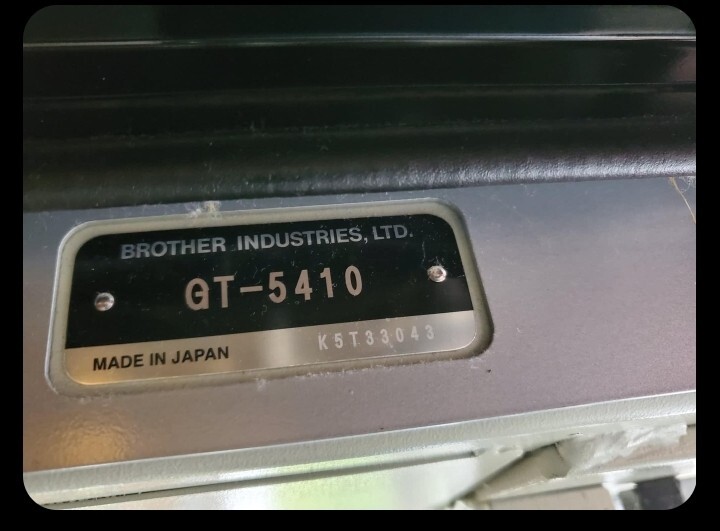 BROTHER INDUSTRIES, LTD.
GT-5410
K5T33043
MADE IN JAPAN